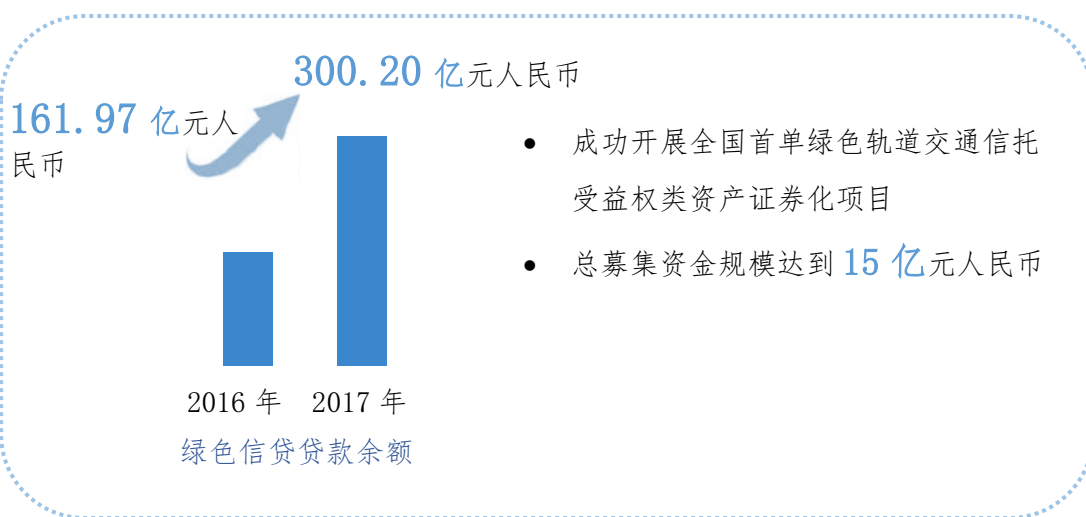 300.20 亿元人民币
161.97 亿元人
民币
2016 年 2017 年
绿色信贷贷款余额
• 成功开展全国首单绿色轨道交通信托
受益权类资产证券化项目
• 总募集资金规模达到 15 亿元人民币